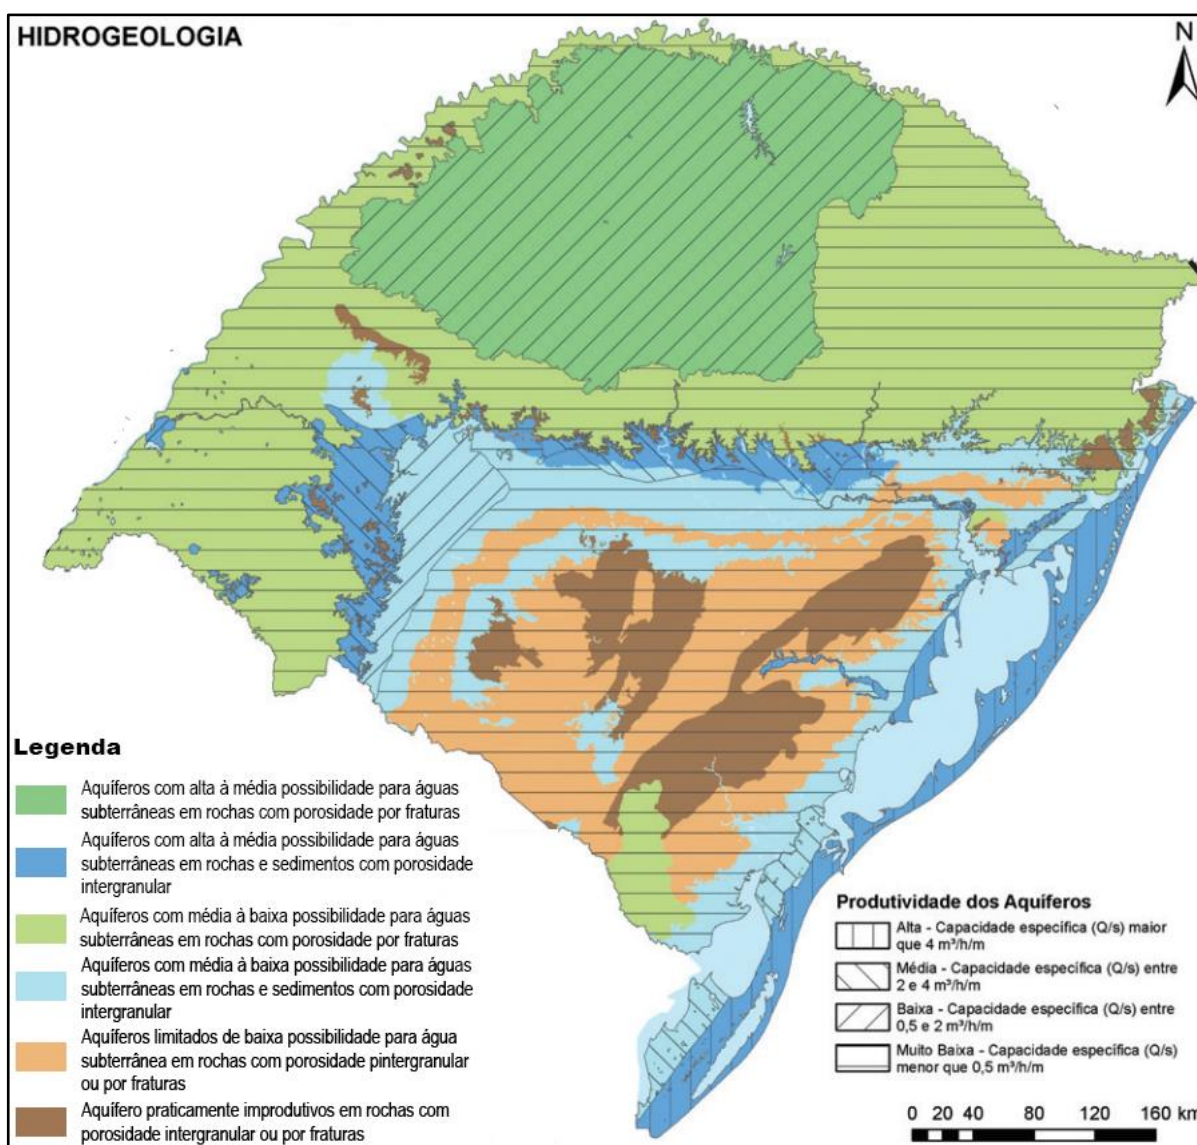 HIDROGEOLOGIA
N
Legenda
Aquíferos com alta à média possibilidade para águas
subterrâneas em rochas com porosidade por fraturas
Aquíferos com alta à média possibilidade para águas
subterrâneas em rochas e sedimentos com porosidade
intergranular
Aquíferos com média à baixa possibilidade para águas
subterrâneas em rochas com porosidade por fraturas
Aquíferos com média à baixa possibilidade para águas
subterrâneas em rochas e sedimentos com porosidade
intergranular
Aquíferos limitados de baixa possibilidade para água
subterrânea em rochas com porosidade pintergranular
ou por fraturas
Aquífero praticamente improdutivos em rochas com
porosidade intergranular ou por fraturas
Produtividade dos Aquíferos
Alta - Capacidade específica (Q/s) maior
que 4 m³/h/m
Média - Capacidade específica (Q/s) entre
2 e 4 m³/h/m
Baixa - Capacidade específica (Q/s) entre
0,5 e 2 m³/h/m
Muito Baixa - Capacidade específica (Q/s)
menor que 0,5 m³/h/m
0 20 40 80 120 160 km